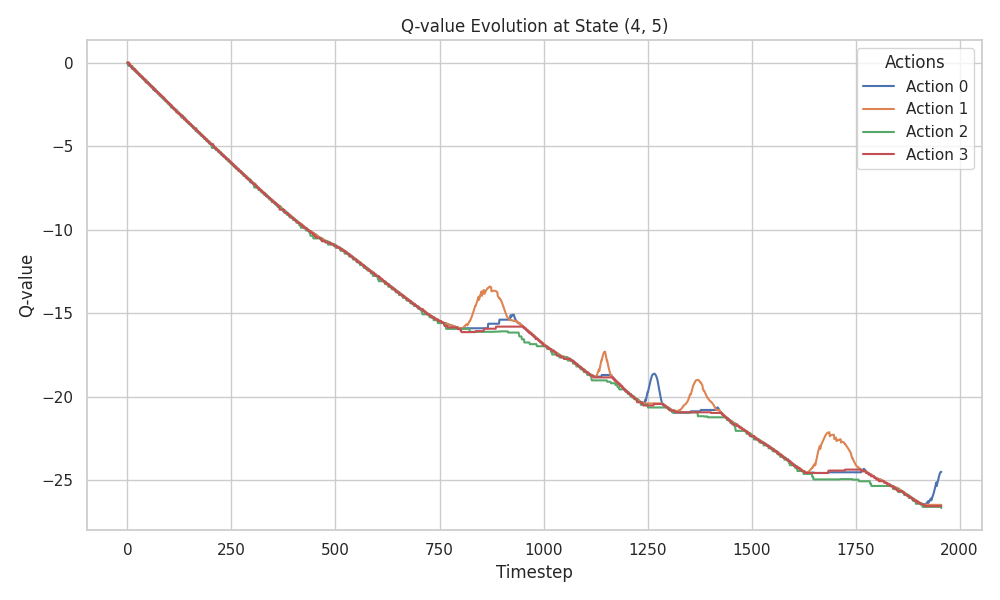 Q-value Evolution at State (4, 5)
Actions
Action 0
Action 1
Action 2
Action 3
Q-value
0
−5
−10
−15
−20
−25
0 250 500 750 1000 1250 1500 1750 2000
Timestep